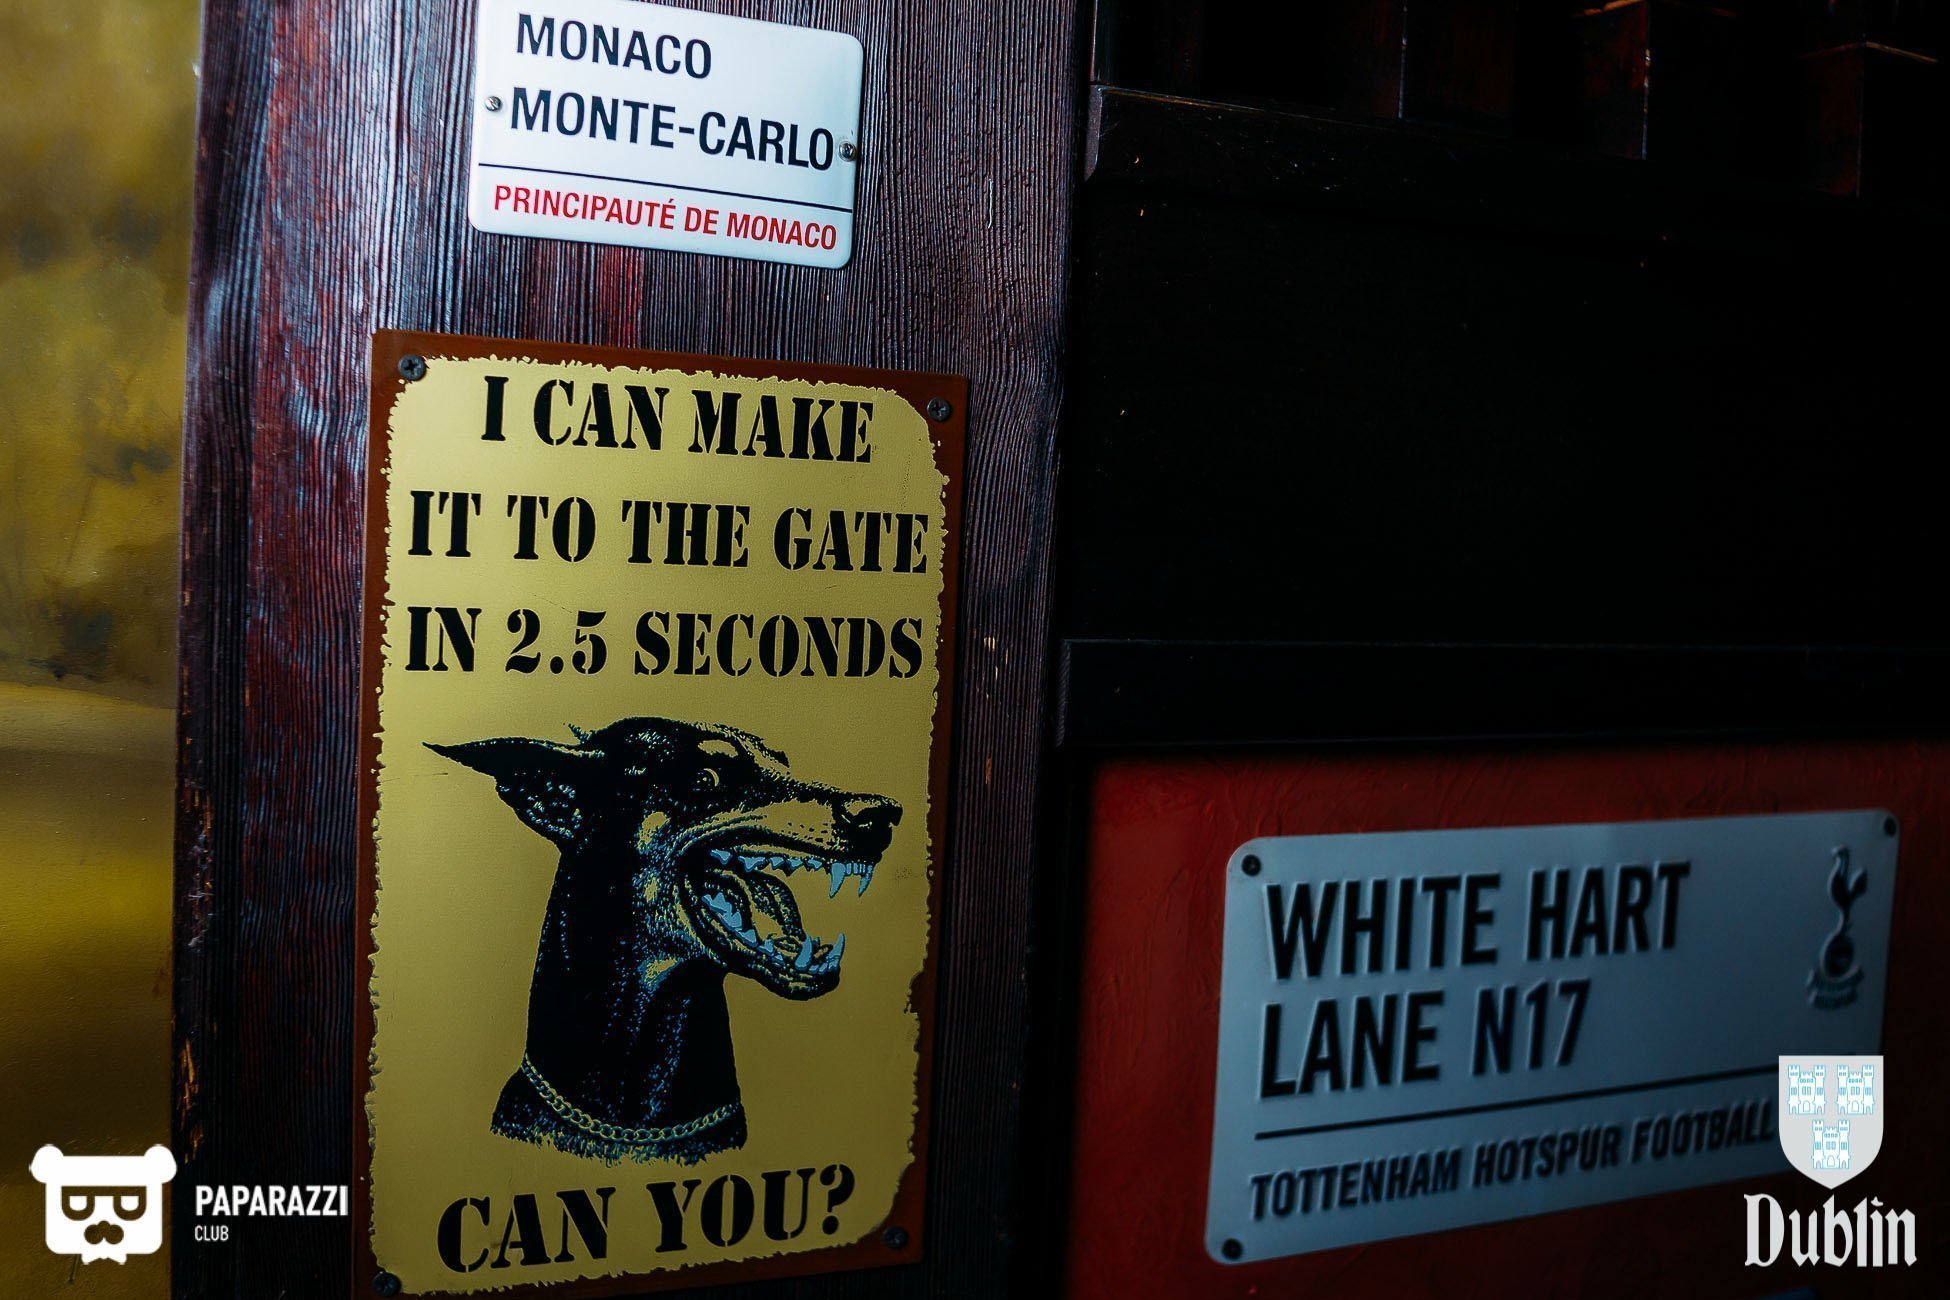 MONACO
MONTE-CARLO
PRINCIPAUTÉ DE MONACO
I CAN MAKE
IT TO THE GATE
IN 2.5 SECONDS
CAN YOU?
WHITE HART
LANE N17
TOTTENHAM HOTSPUR FOOTBALL
PAPARAZZI
CLUB
Dublin